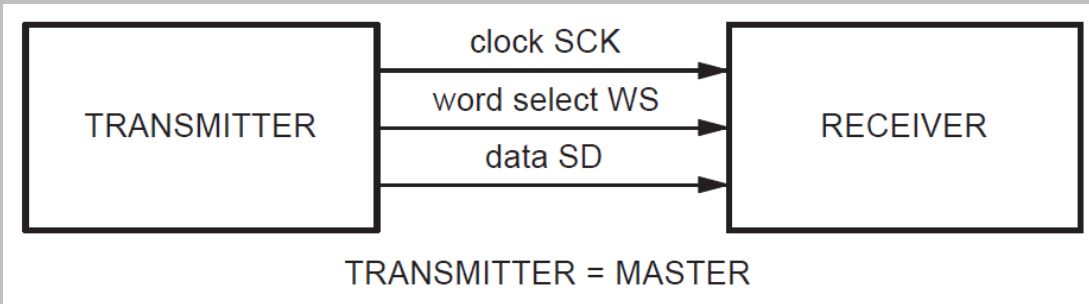 clock SCK
word select WS
TRANSMITTER
RECEIVER
data SD
TRANSMITTER = MASTER